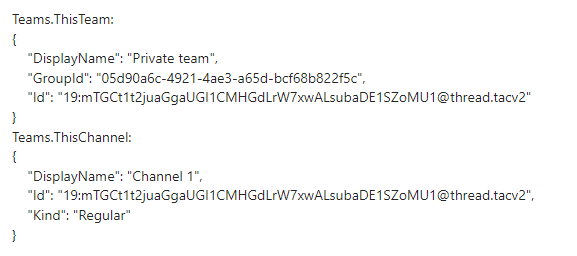 Teams.ThisTeam:
{
"DisplayName": "Private team",
"GroupId": "05d90a6c-4921-4ae3-a65d-bcf68b822f5c",
"Id": "19:mTGCt1t2juaGgaUGI1CMHGdLrW7xwALsubaDE1SZoMU1@thread.tacv2"
}
Teams.ThisChannel:
{
"DisplayName": "Channel 1",
"Id": "19:mTGCt1t2juaGgaUGI1CMHGdLrW7xwALsubaDE1SZoMU1@thread.tacv2",
"Kind": "Regular"
}